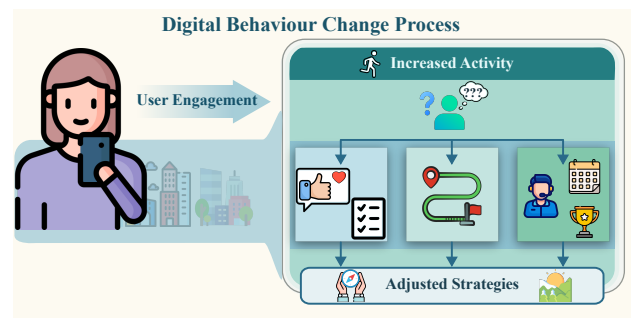 Digital Behaviour Change Process
User Engagement
Increased Activity
?
???
Adjusted Strategies